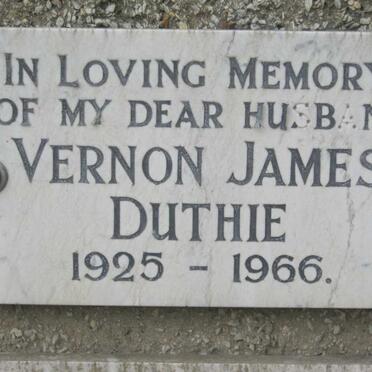 IN LOVING MEMORY
OF MY DEAR HUSBAN
VERNON JAMES
DUTHIE
1925 - 1966.